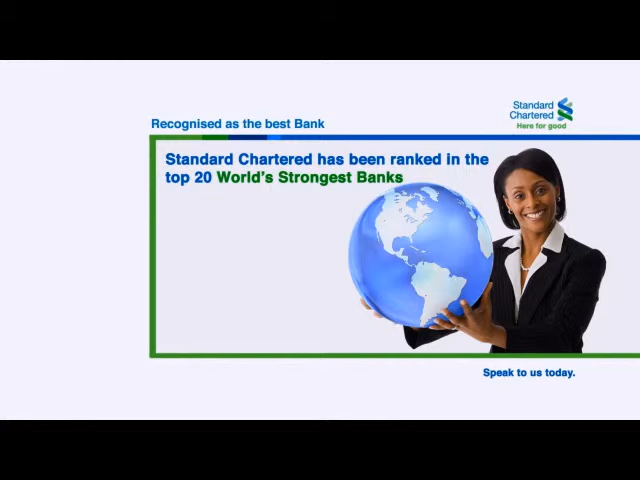 Standard
Chartered
Here for good
Recognised as the best Bank
Standard Chartered has been ranked in the
top 20 World's Strongest Banks
Speak to us today.